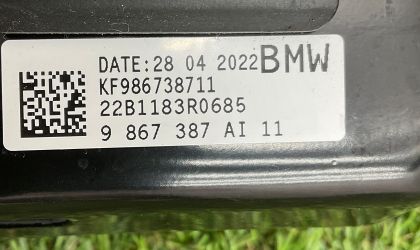 DATE:28 04 2022 BMW
KF986738711
22B1183R0685
9 867 387 AI 11